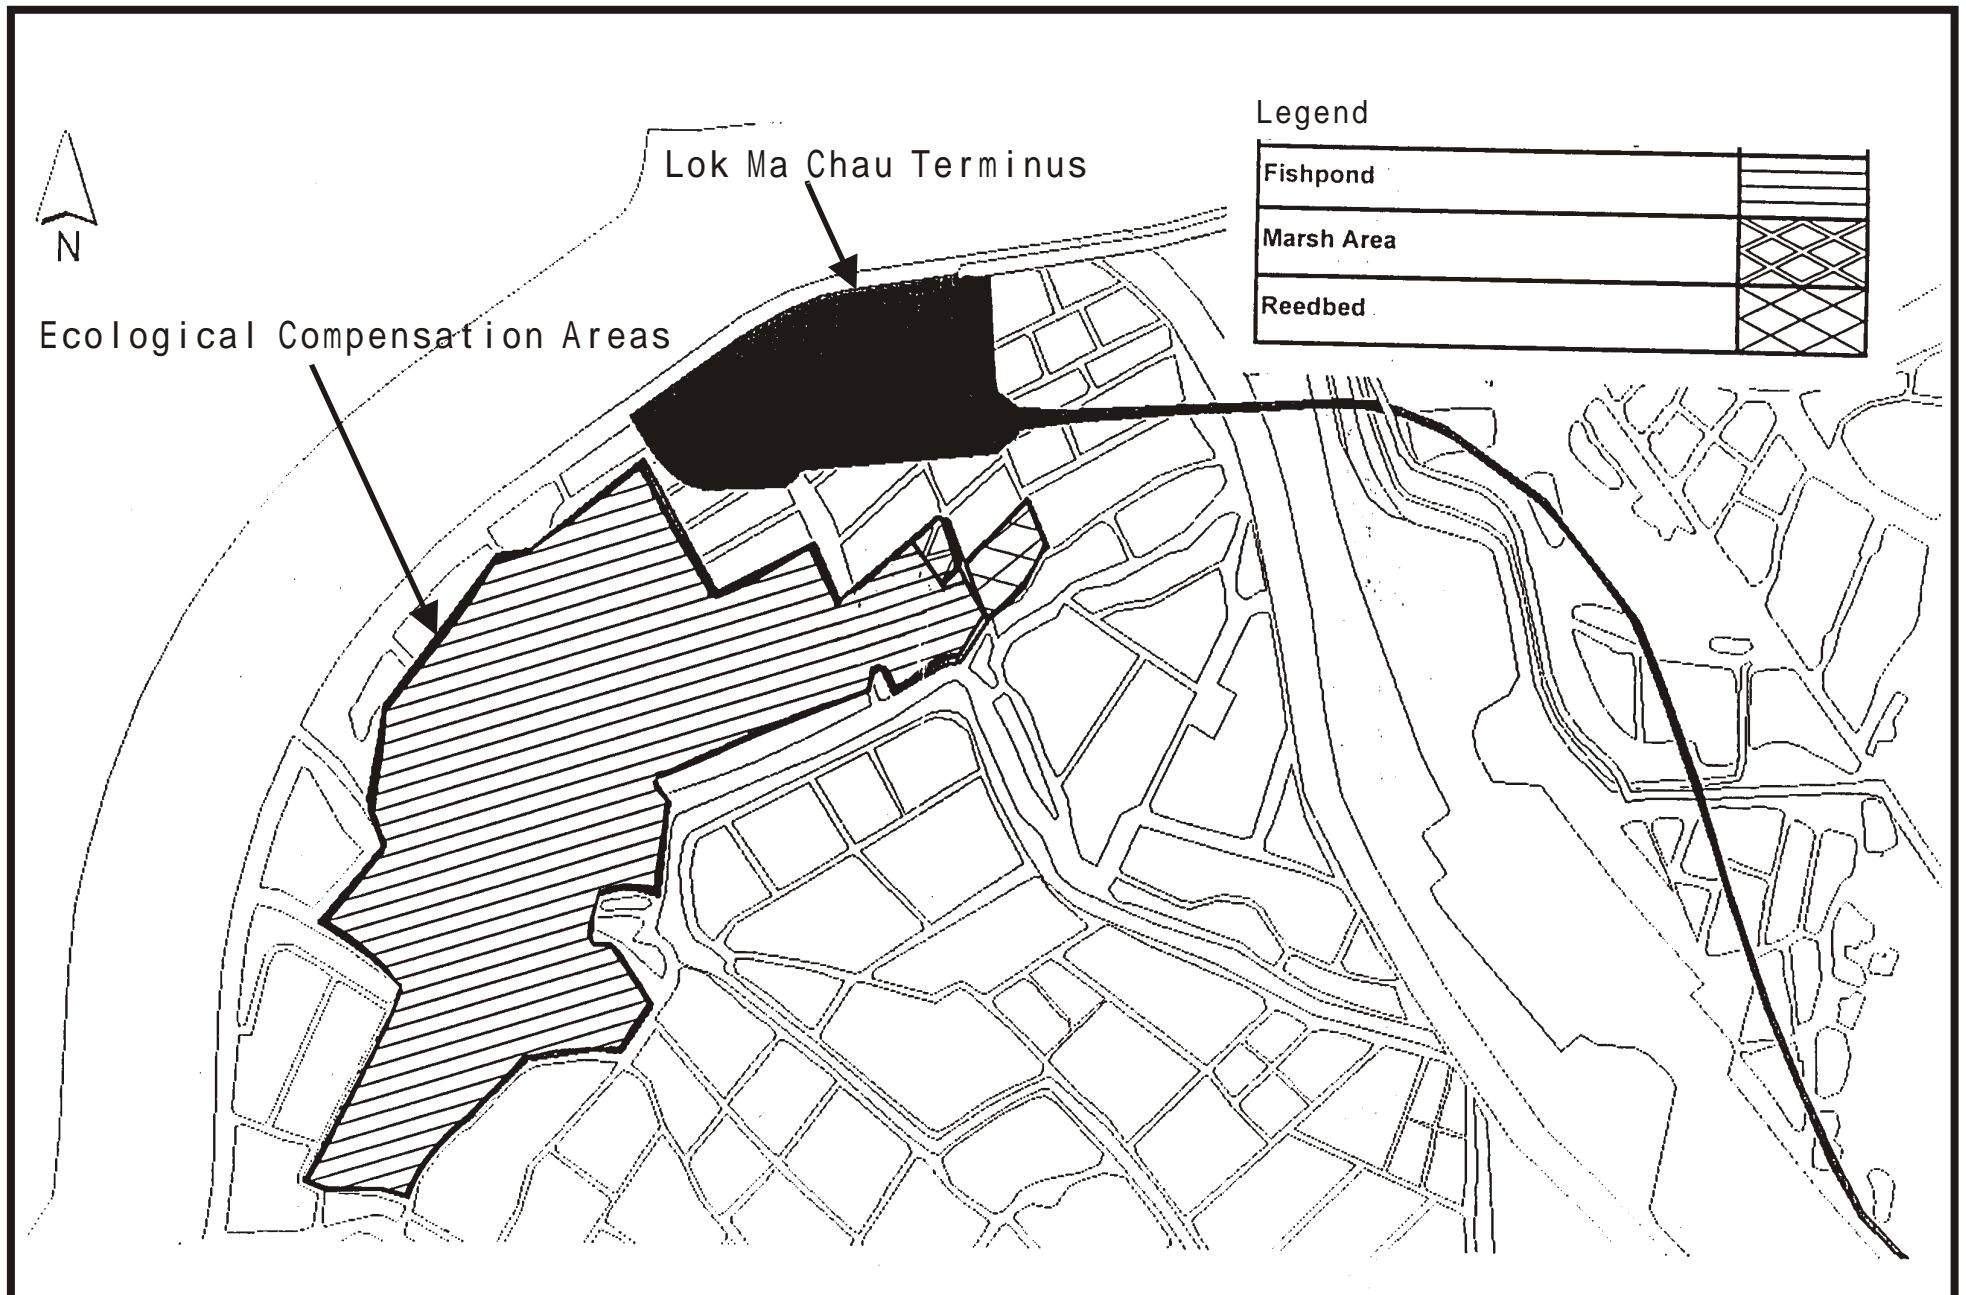 Legend
Lok Ma Chau Terminus
Fishpond
Marsh Area
N
Reedbed
Ecological Compensation Areas